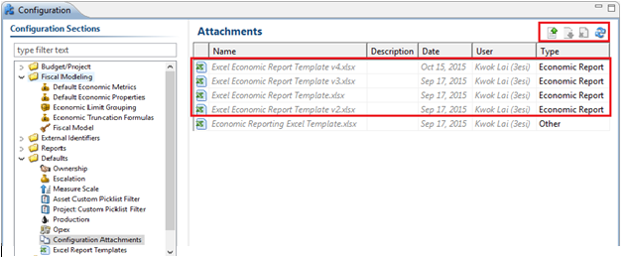 Configuration
Configuration Sections
type filter text
Budget/Project
Fiscal Modeling
Default Economic Metrics
Default Economic Properties
Economic Limit Grouping
Economic Truncation Formulas
Fiscal Model
External Identifiers
Reports
Defaults
Ownership
Escalation
Measure Scale
Asset Custom Picklist Filter
Project Custom Picklist Filter
Production
Opex
Configuration Attachments
Excel Report Templates
Attachments
Name Description Date User Type
Excel Economic Report Template v4.xlsx Oct 15, 2015 Kwok Lai (3esi) Economic Report
Excel Economic Report Template v3.xlsx Sep 17, 2015 Kwok Lai (3esi) Economic Report
Excel Economic Report Template.xlsx Sep 17, 2015 Kwok Lai (3esi) Economic Report
Excel Economic Report Template v2.xlsx Sep 17, 2015 Kwok Lai (3esi) Economic Report
Economic Reporting Excel Template.xlsx Sep 17, 2015 Kwok Lai (3esi) Other